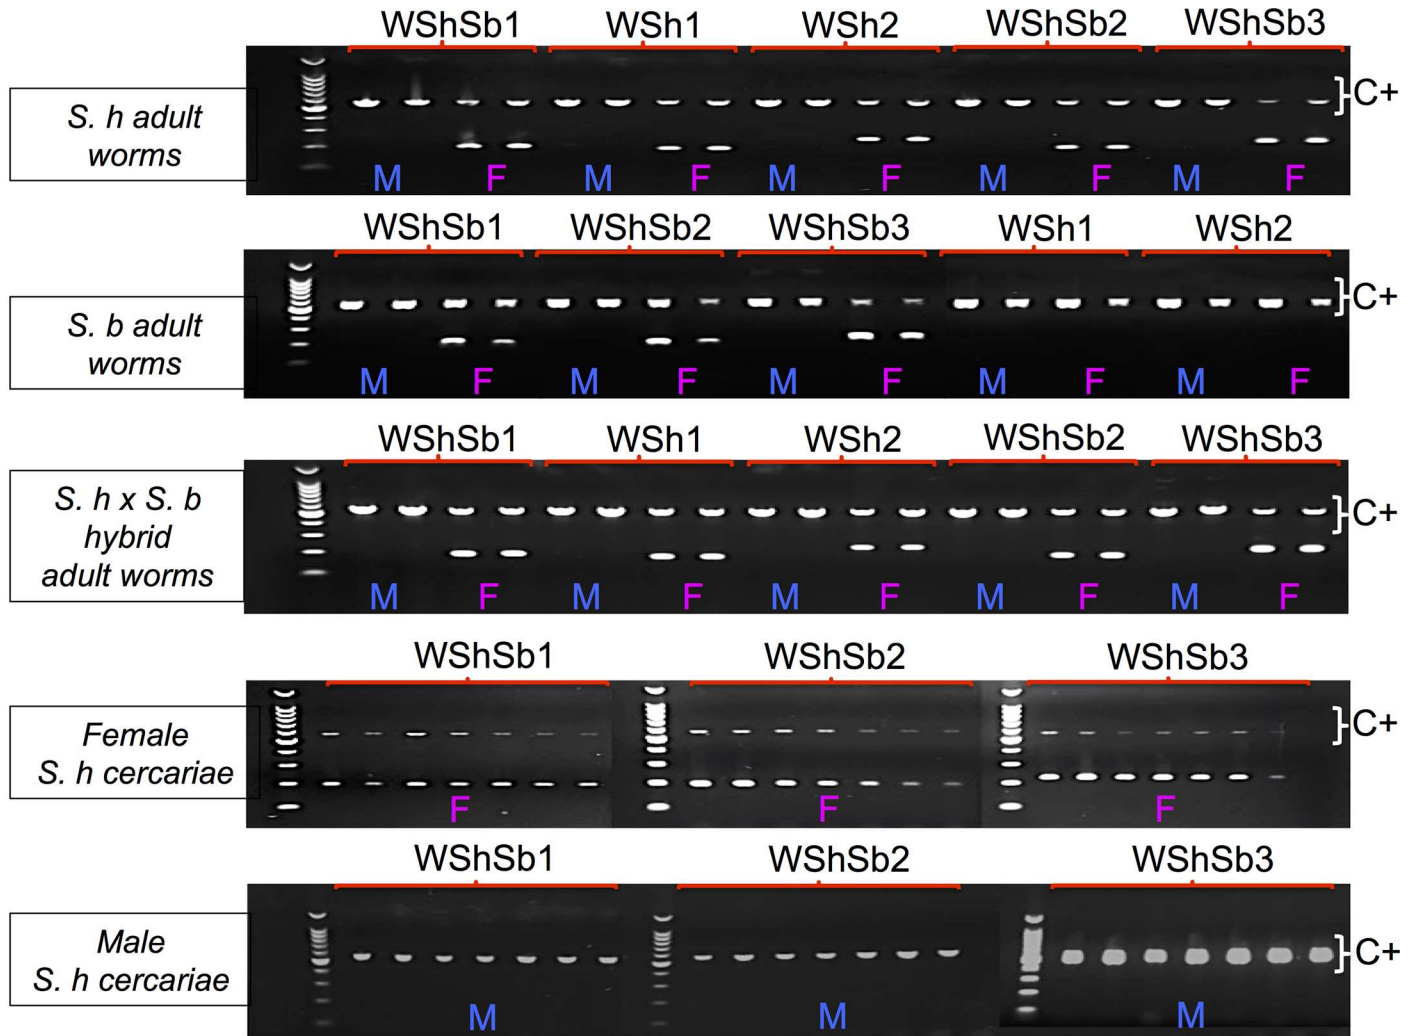 WShSb1 WSh1 WSh2 WShSb2 WShSb3
S. h adult
worms
C+
M F M F M F M F M F
WShSb1 WShSb2 WShSb3 WSh1 WSh2
S. b adult
worms
C+
M F M F M F M F M F
WShSb1 WSh1 WSh2 WShSb2 WShSb3
S. h x S. b
hybrid
adult worms
C+
M F M F M F M F M F
WShSb1 WShSb2 WShSb3
Female
S. h cercariae
C+
F F F
WShSb1 WShSb2 WShSb3
Male
S. h cercariae
C+
M M M